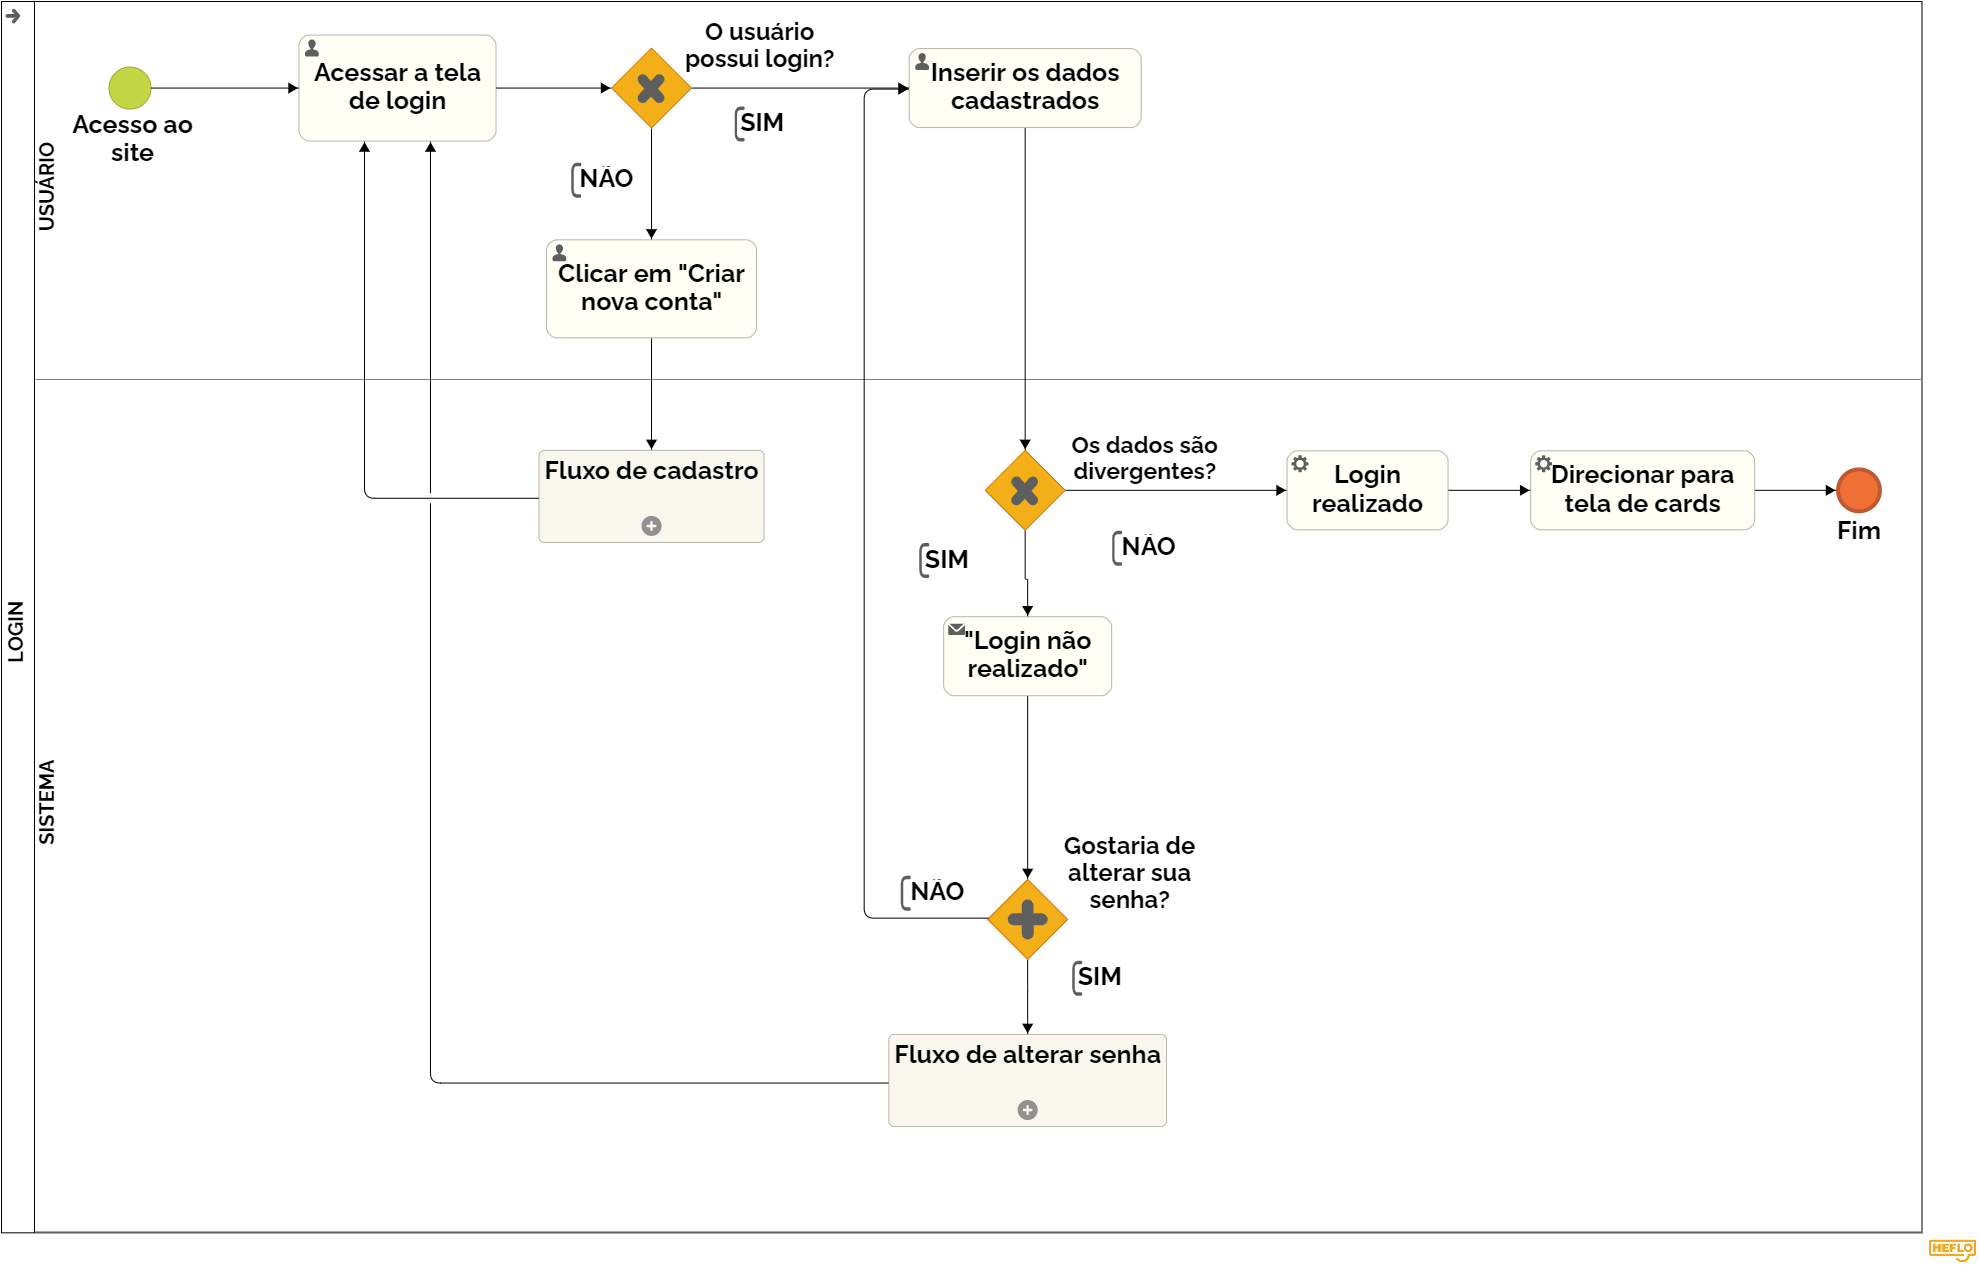 LOGIN
USUÁRIO
Acesso ao
site
Acessar a tela
de login
O usuário
possui login?
SIM
NÃO
Inserir os dados
cadastrados
Clicar em "Criar
nova conta"
SISTEMA
Fluxo de cadastro
Os dados são
divergentes?
NÃO
SIM
Login
realizado
Direcionar para
tela de cards
Fim
"Login não
realizado"
Gostaria de
alterar sua
senha?
NÃO
SIM
Fluxo de alterar senha
HEFLO